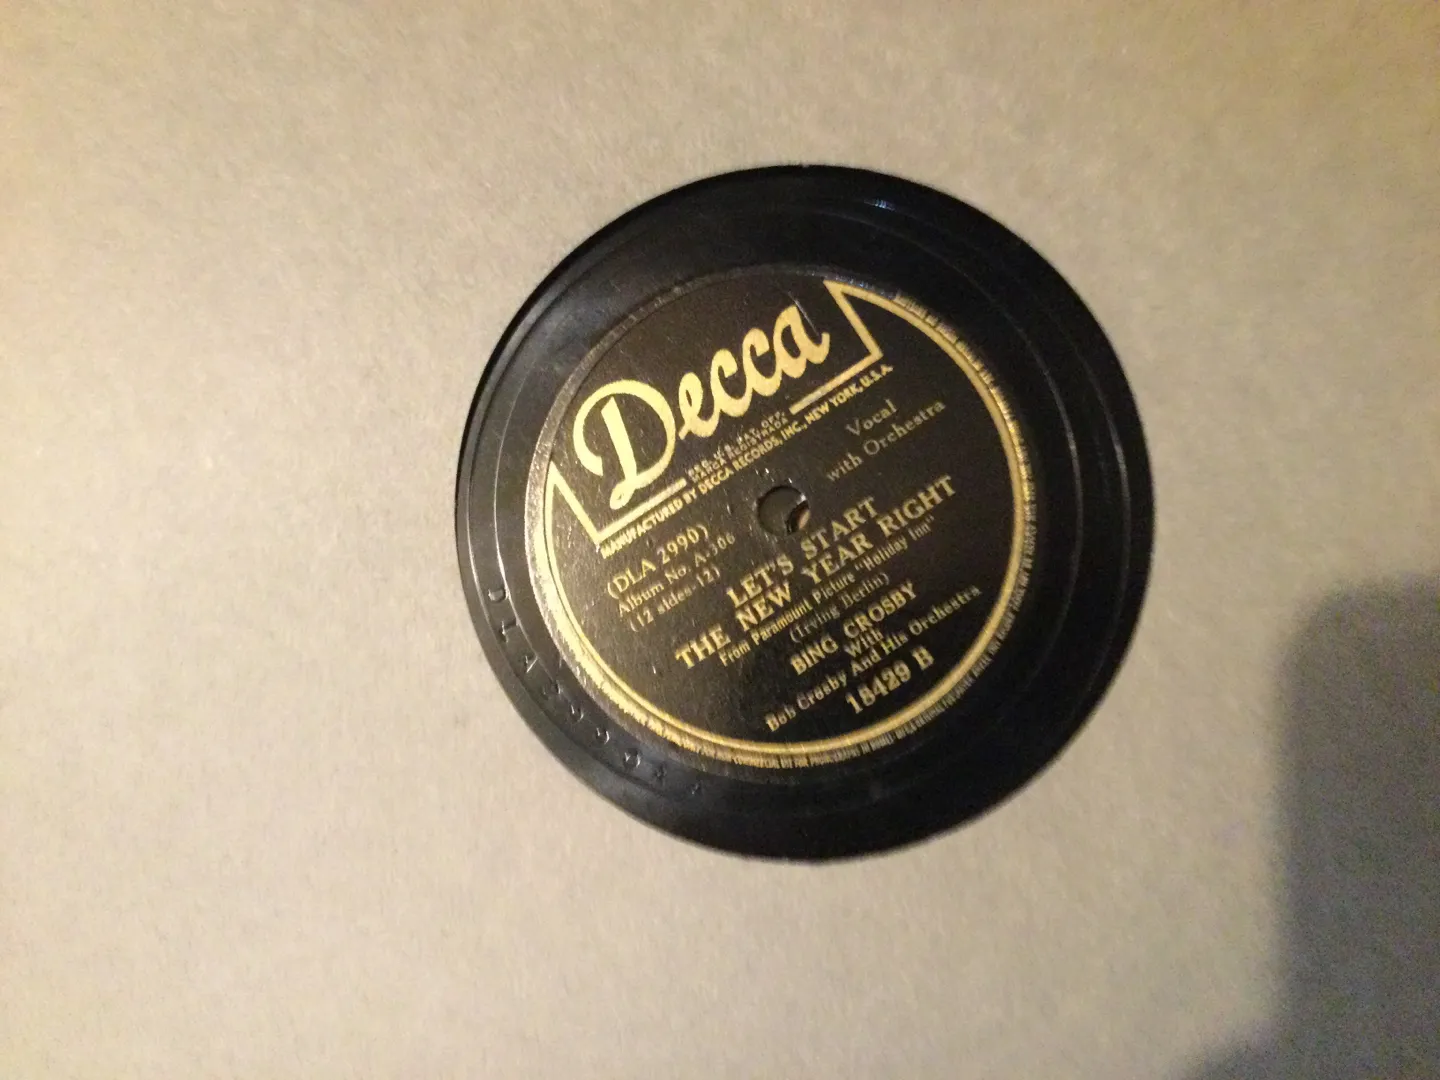 Decca
REG. U.S. PAT. OFF.
MARCA REGISTRADA
MANUFACTURED BY DECCA RECORDS, INC., NEW YORK, U.S.A.
Vocal
with Orchestra
(DLA 2990)
Album No. A-306
(12 sides-12)
LET'S START
THE NEW YEAR RIGHT
From Paramount Picture "Holiday Inn"
(Irving Berlin)
BING CROSBY
With
Bob Crosby And His Orchestra
18429 B